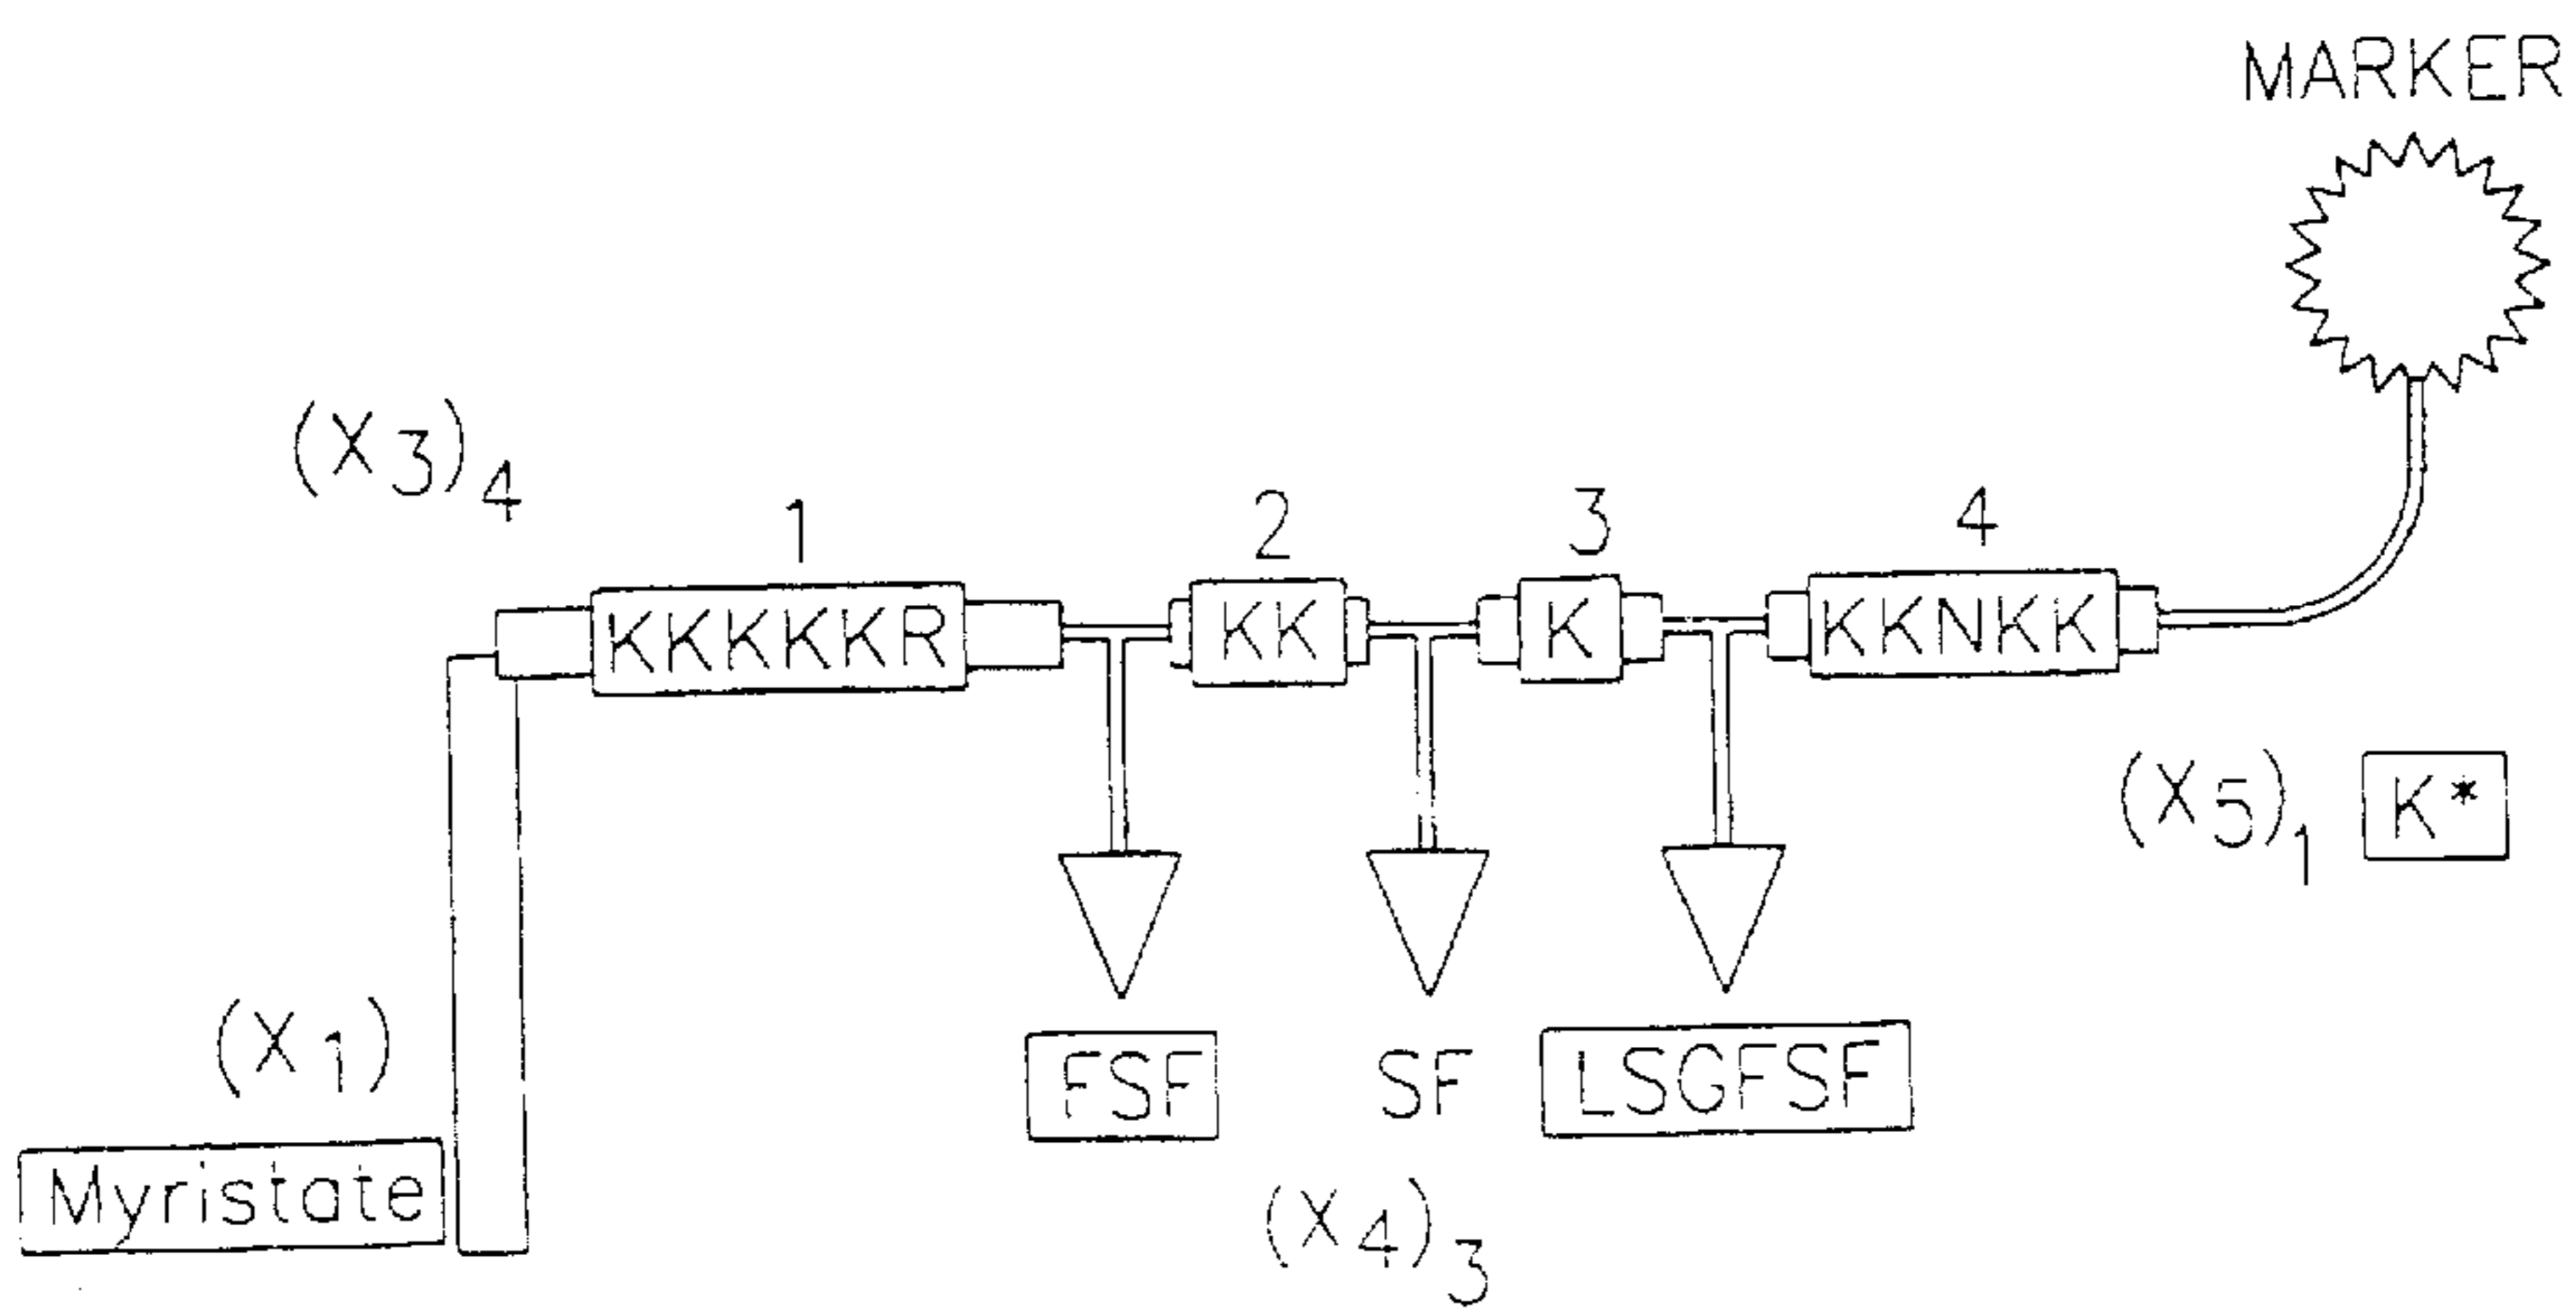 MARKER
(X3)4
1 2 3 4
KKKKKR KK K KKNKK
(X5)1 K*
(X1)
FSF SF LSGFSF
Myristate
(X4)3